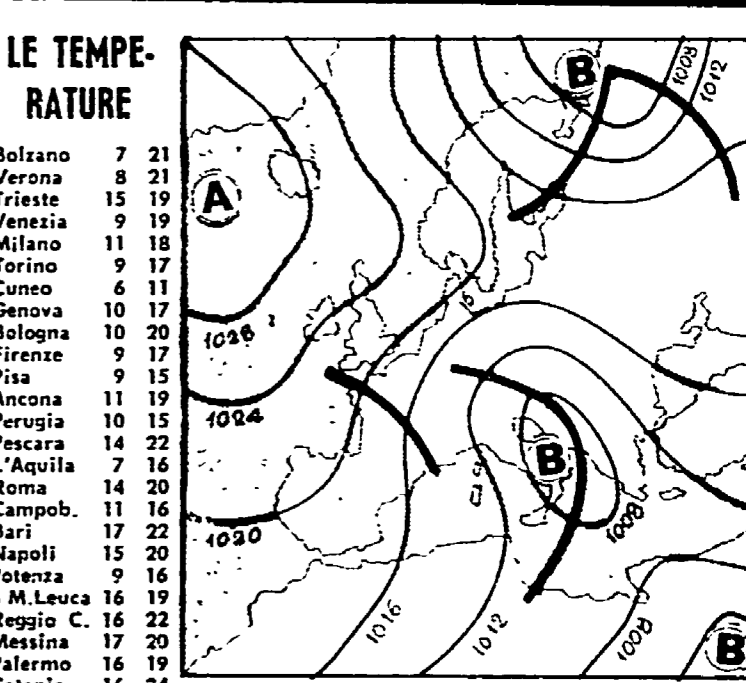 LE TEMPE-
RATURE
Bolzano 7 21
Verona 8 21
Trieste 15 19
Venezia 9 19
Milano 11 18
Torino 9 17
Cuneo 6 11
Genova 10 17
Bologna 10 20
Firenze 9 17
Pisa 9 15
Ancona 11 19
Perugia 10 15
Pescara 14 22
L'Aquila 7 16
Roma 14 20
Campob. 11 16
Bari 17 22
Napoli 15 20
Potenza 9 16
M.Leuca 16 19
Reggio C. 16 22
Messina 17 20
Palermo 16 19
B
1008
1012
A
1028
1024
1020
B
1008
1016
1012
1008
B